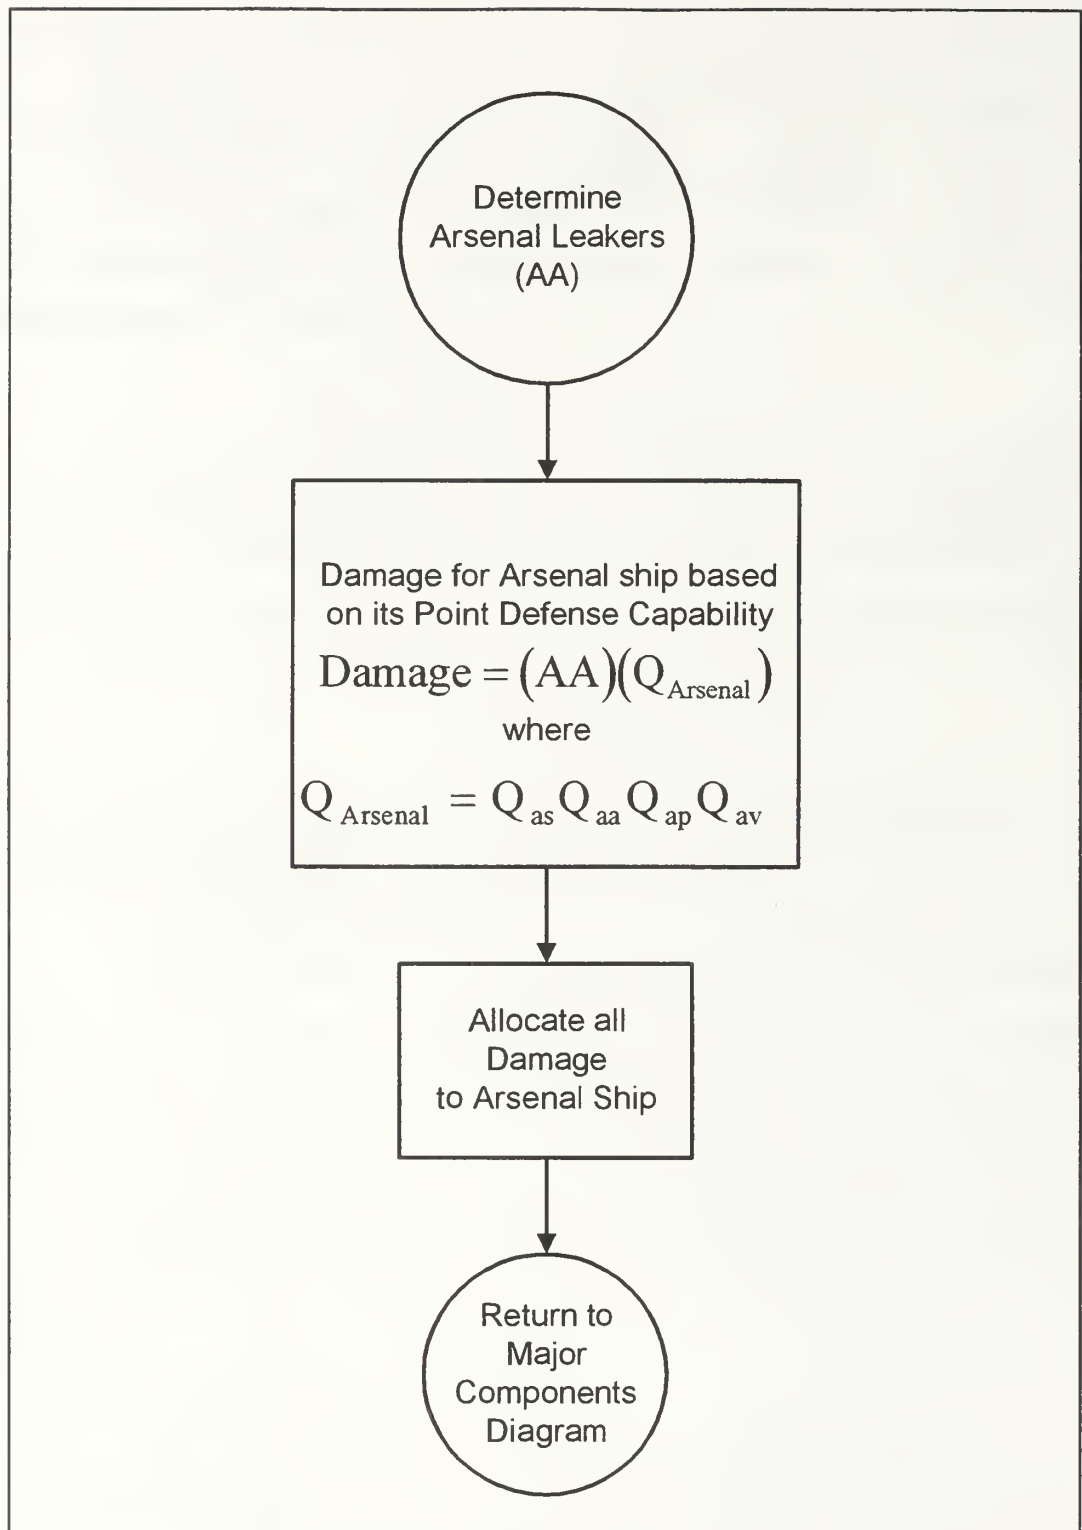 Determine
Arsenal Leakers
(AA)
Damage for Arsenal ship based
on its Point Defense Capability
Damage = (AA)(Q_Arsenal)
where
Q_Arsenal = Q_as Q_aa Q_ap Q_av
Allocate all
Damage
to Arsenal Ship
Return to
Major
Components
Diagram